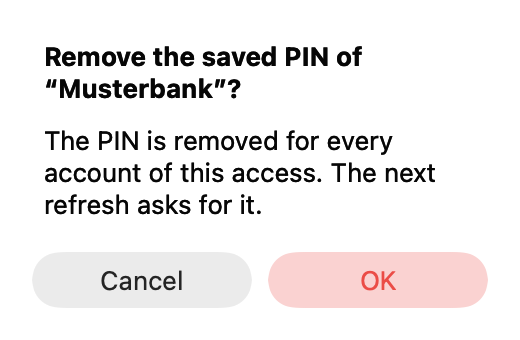 Remove the saved PIN of
“Musterbank”?
The PIN is removed for every
account of this access. The next
refresh asks for it.
Cancel
OK